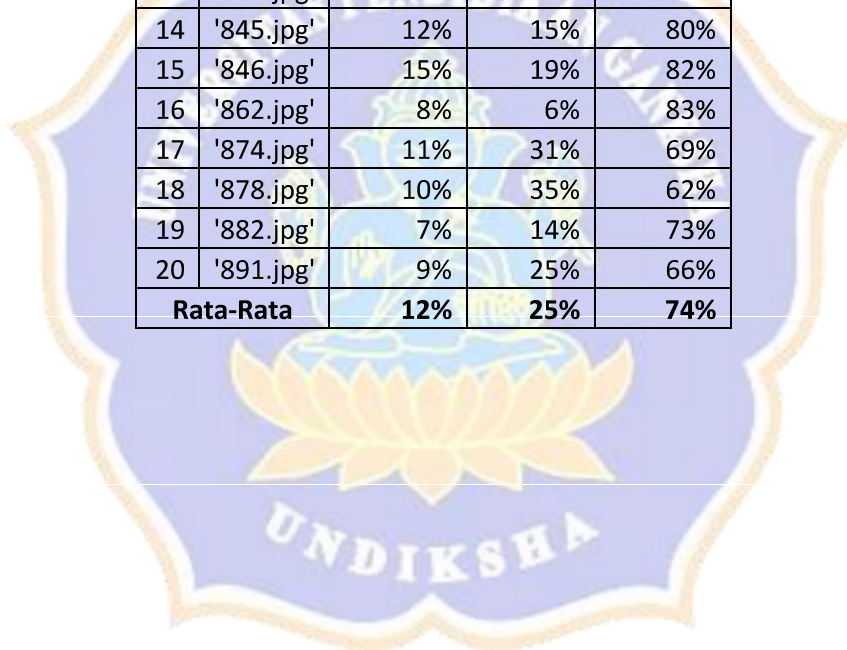 14 '845.jpg' 12% 15% 80%
15 '846.jpg' 15% 19% 82%
16 '862.jpg' 8% 6% 83%
17 '874.jpg' 11% 31% 69%
18 '878.jpg' 10% 35% 62%
19 '882.jpg' 7% 14% 73%
20 '891.jpg' 9% 25% 66%
Rata-Rata 12% 25% 74%
UNDIKSHA